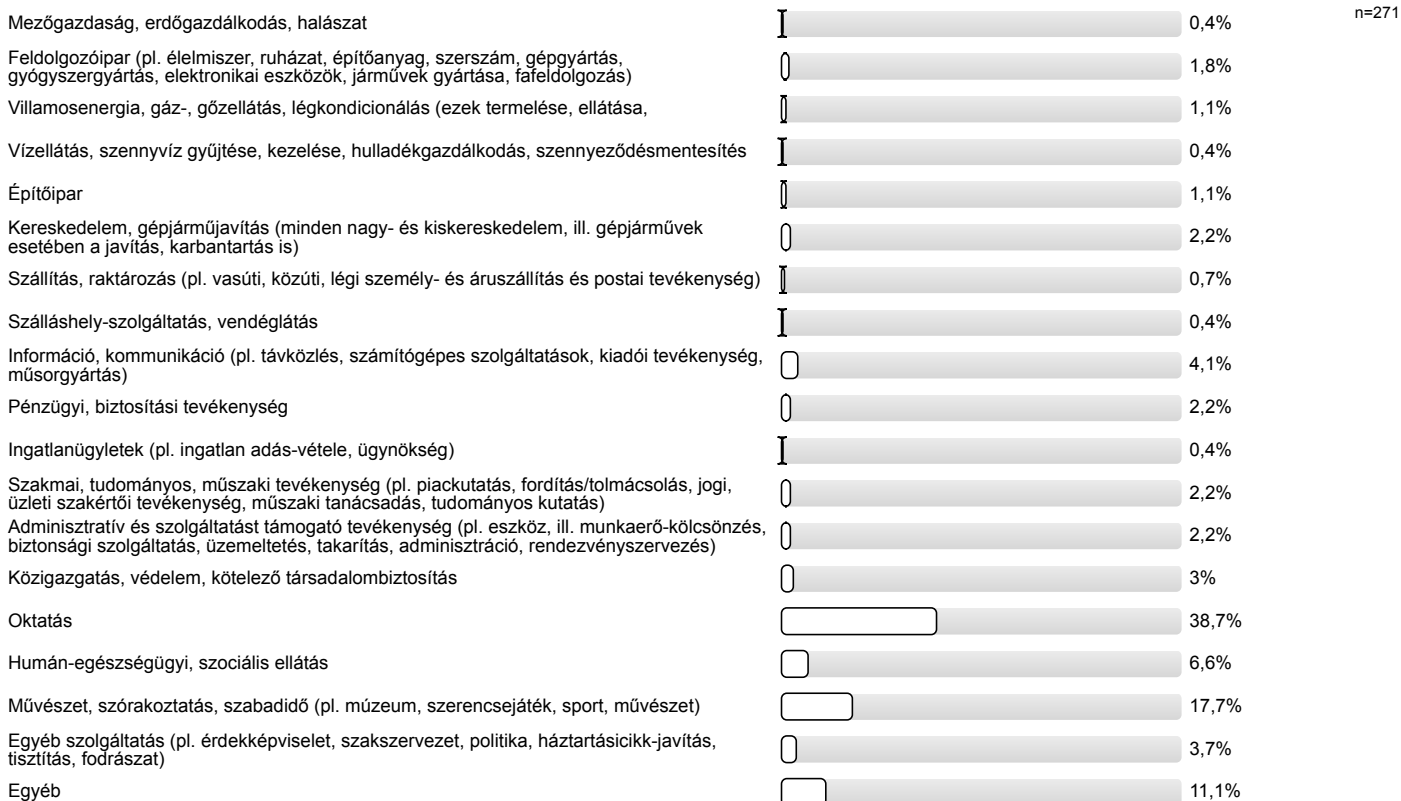 n=271
Mezőgazdaság, erdőgazdálkodás, halászat 0,4%
Feldolgozóipar (pl. élelmiszer, ruházat, építőanyag, szerszám, gépgyártás,
gyógyszergyártás, elektronikai eszközök, járművek gyártása, fafeldolgozás) 1,8%
Villamosenergia, gáz-, gőzellátás, légkondicionálás (ezek termelése, ellátása, 1,1%
Vízellátás, szennyvíz gyűjtése, kezelése, hulladékgazdálkodás, szennyeződésmentesítés 0,4%
Építőipar 1,1%
Kereskedelem, gépjárműjavítás (minden nagy- és kiskereskedelem, ill. gépjárművek
esetében a javítás, karbantartás is) 2,2%
Szállítás, raktározás (pl. vasúti, közúti, légi személy- és áruszállítás és postai tevékenység) 0,7%
Szálláshely-szolgáltatás, vendéglátás 0,4%
Információ, kommunikáció (pl. távközlés, számítógépes szolgáltatások, kiadói tevékenység,
műsorgyártás) 4,1%
Pénzügyi, biztosítási tevékenység 2,2%
Ingatlanügyletek (pl. ingatlan adás-vétele, ügynökség) 0,4%
Szakmai, tudományos, műszaki tevékenység (pl. piackutatás, fordítás/tolmácsolás, jogi,
üzleti szakértői tevékenység, műszaki tanácsadás, tudományos kutatás) 2,2%
Adminisztratív és szolgáltatást támogató tevékenység (pl. eszköz, ill. munkaerő-kölcsönzés,
biztonsági szolgáltatás, üzemeltetés, takarítás, adminisztráció, rendezvényszervezés) 2,2%
Közigazgatás, védelem, kötelező társadalombiztosítás 3%
Oktatás 38,7%
Humán-egészségügyi, szociális ellátás 6,6%
Művészet, szórakoztatás, szabadidő (pl. múzeum, szerencsejáték, sport, művészet) 17,7%
Egyéb szolgáltatás (pl. érdekképviselet, szakszervezet, politika, háztartásicikk-javítás,
tisztítás, fodrászat) 3,7%
Egyéb 11,1%